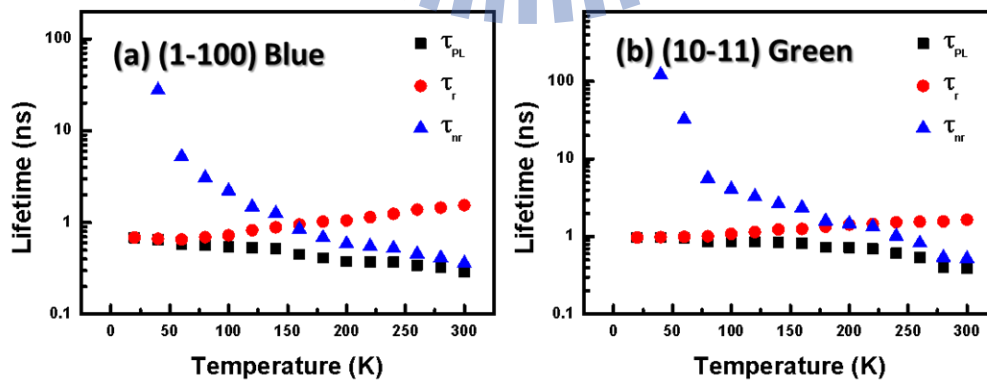 (a) (1-100) Blue
τPL
τr
τnr
100
10
1
0.1
Lifetime (ns)
0 50 100 150 200 250 300
Temperature (K)
(b) (10-11) Green
τPL
τr
τnr
100
10
1
0.1
Lifetime (ns)
0 50 100 150 200 250 300
Temperature (K)